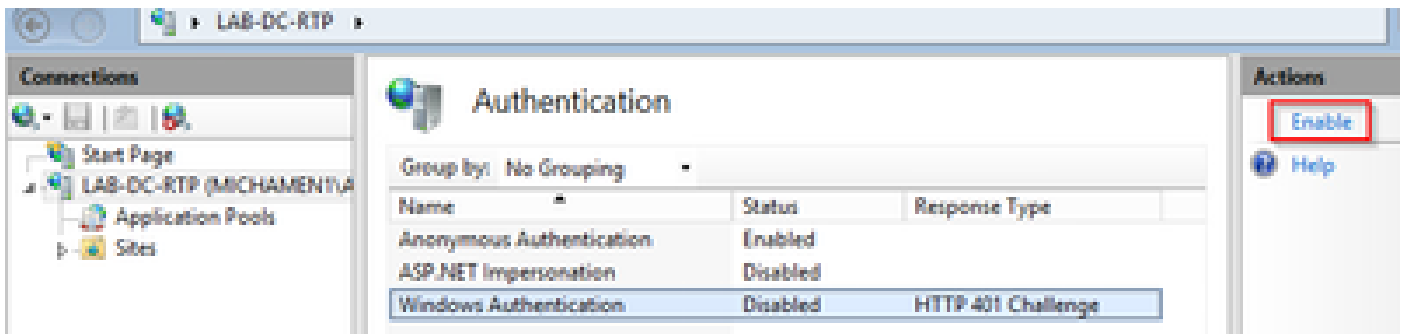 LAB-DC-RTP
Connections
Start Page
LAB-DC-RTP (MICHAMEN1\A
Application Pools
Sites
Authentication
Group by: No Grouping
Name Status Response Type
Anonymous Authentication Enabled
ASP.NET Impersonation Disabled
Windows Authentication Disabled HTTP 401 Challenge
Actions
Enable
Help